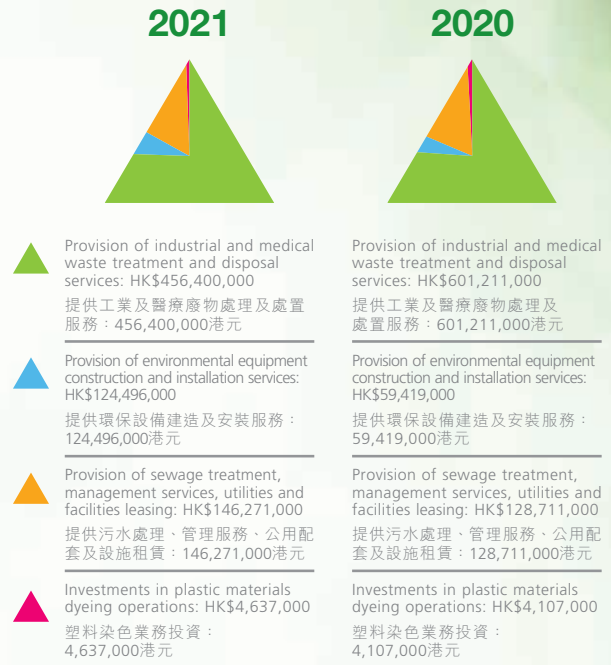 2021
Provision of industrial and medical
waste treatment and disposal
services: HK$456,400,000
提供工業及醫療廢物處理及處置
服務：456,400,000港元
Provision of environmental equipment
construction and installation services:
HK$124,496,000
提供環保設備建造及安裝服務：
124,496,000港元
Provision of sewage treatment,
management services, utilities and
facilities leasing: HK$146,271,000
提供污水處理、管理服務、公用配
套及設施租賃：146,271,000港元
Investments in plastic materials
dyeing operations: HK$4,637,000
塑料染色業務投資：
4,637,000港元
2020
Provision of industrial and medical
waste treatment and disposal
services: HK$601,211,000
提供工業及醫療廢物處理及
處置服務：601,211,000港元
Provision of environmental equipment
construction and installation services:
HK$59,419,000
提供環保設備建造及安裝服務：
59,419,000港元
Provision of sewage treatment,
management services, utilities and
facilities leasing: HK$128,711,000
提供污水處理、管理服務、公用配
套及設施租賃：128,711,000港元
Investments in plastic materials
dyeing operations: HK$4,107,000
塑料染色業務投資：
4,107,000港元